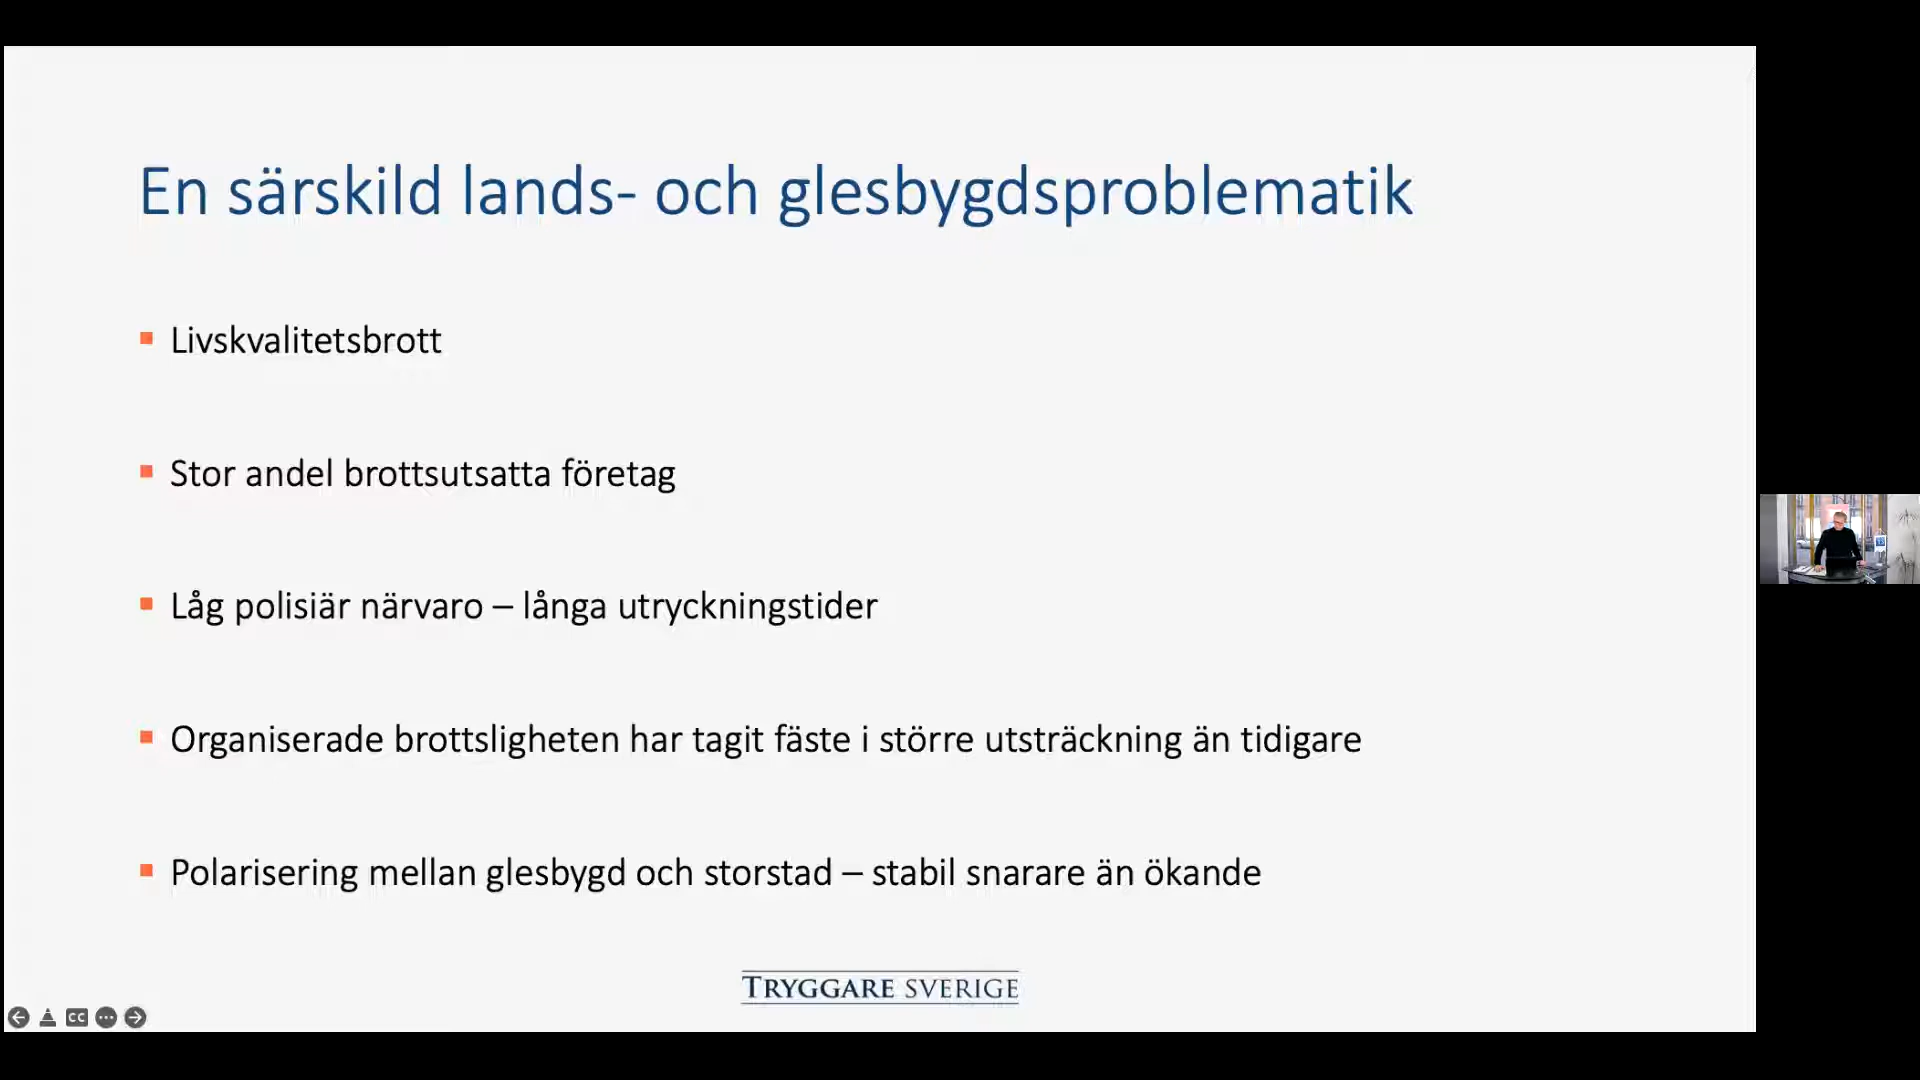 En särskild lands- och glesbygdsproblematik
Livskvalitetsbrott
Stor andel brottsutsatta företag
Låg polisiär närvaro – långa utryckningstider
Organiserade brottsligheten har tagit fäste i större utsträckning än tidigare
Polarisering mellan glesbygd och storstad – stabil snarare än ökande
TRYGGARE SVERIGE
CC